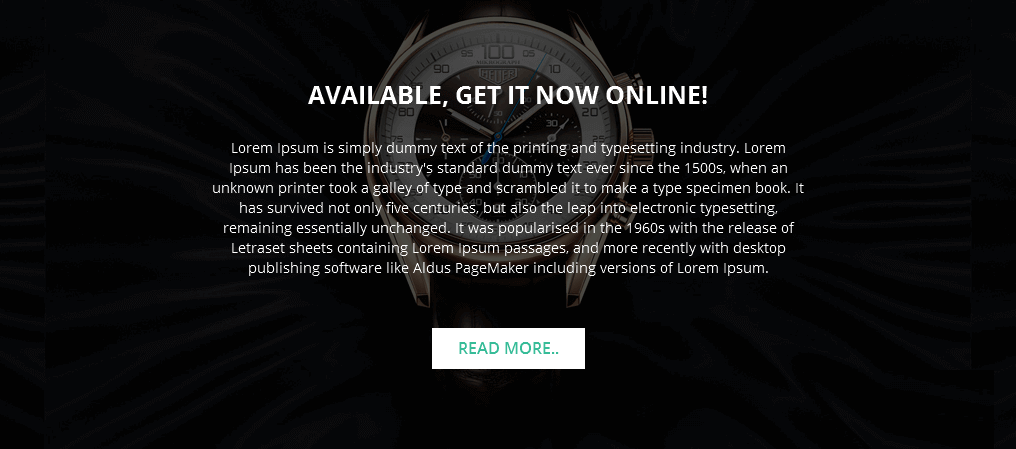 AVAILABLE, GET IT NOW ONLINE!
Lorem Ipsum is simply dummy text of the printing and typesetting industry. Lorem
Ipsum has been the industry's standard dummy text ever since the 1500s, when an
unknown printer took a galley of type and scrambled it to make a type specimen book. It
has survived not only five centuries, but also the leap into electronic typesetting,
remaining essentially unchanged. It was popularised in the 1960s with the release of
Letraset sheets containing Lorem Ipsum passages, and more recently with desktop
publishing software like Aldus PageMaker including versions of Lorem Ipsum.
READ MORE..